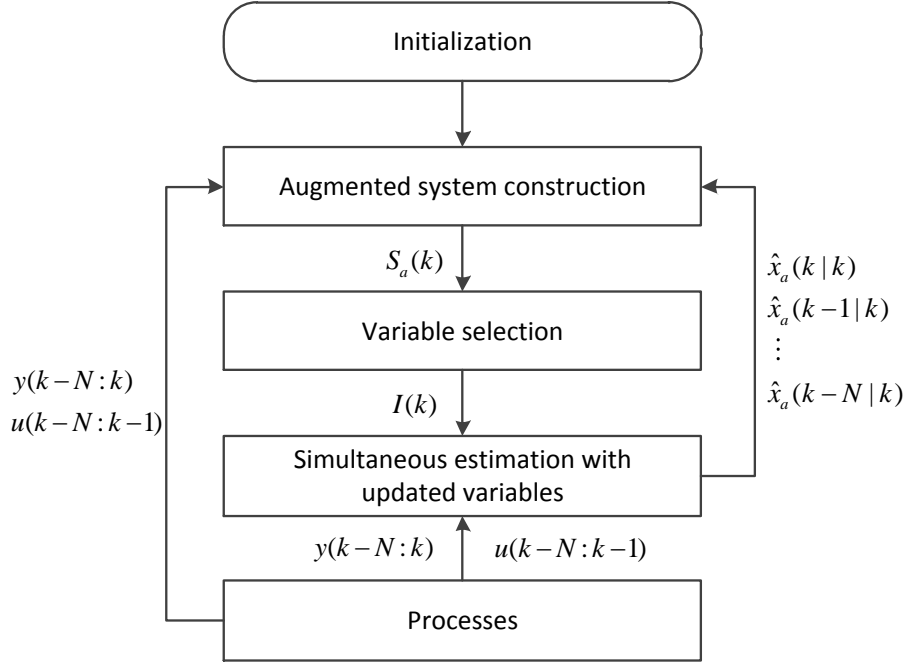 Initialization
Augmented system construction
S_a(k)
Variable selection
y(k−N:k)
u(k−N:k−1)
I(k)
x̂_a(k|k)
x̂_a(k−1|k)
⋮
x̂_a(k−N|k)
Simultaneous estimation with
updated variables
y(k−N:k) u(k−N:k−1)
Processes